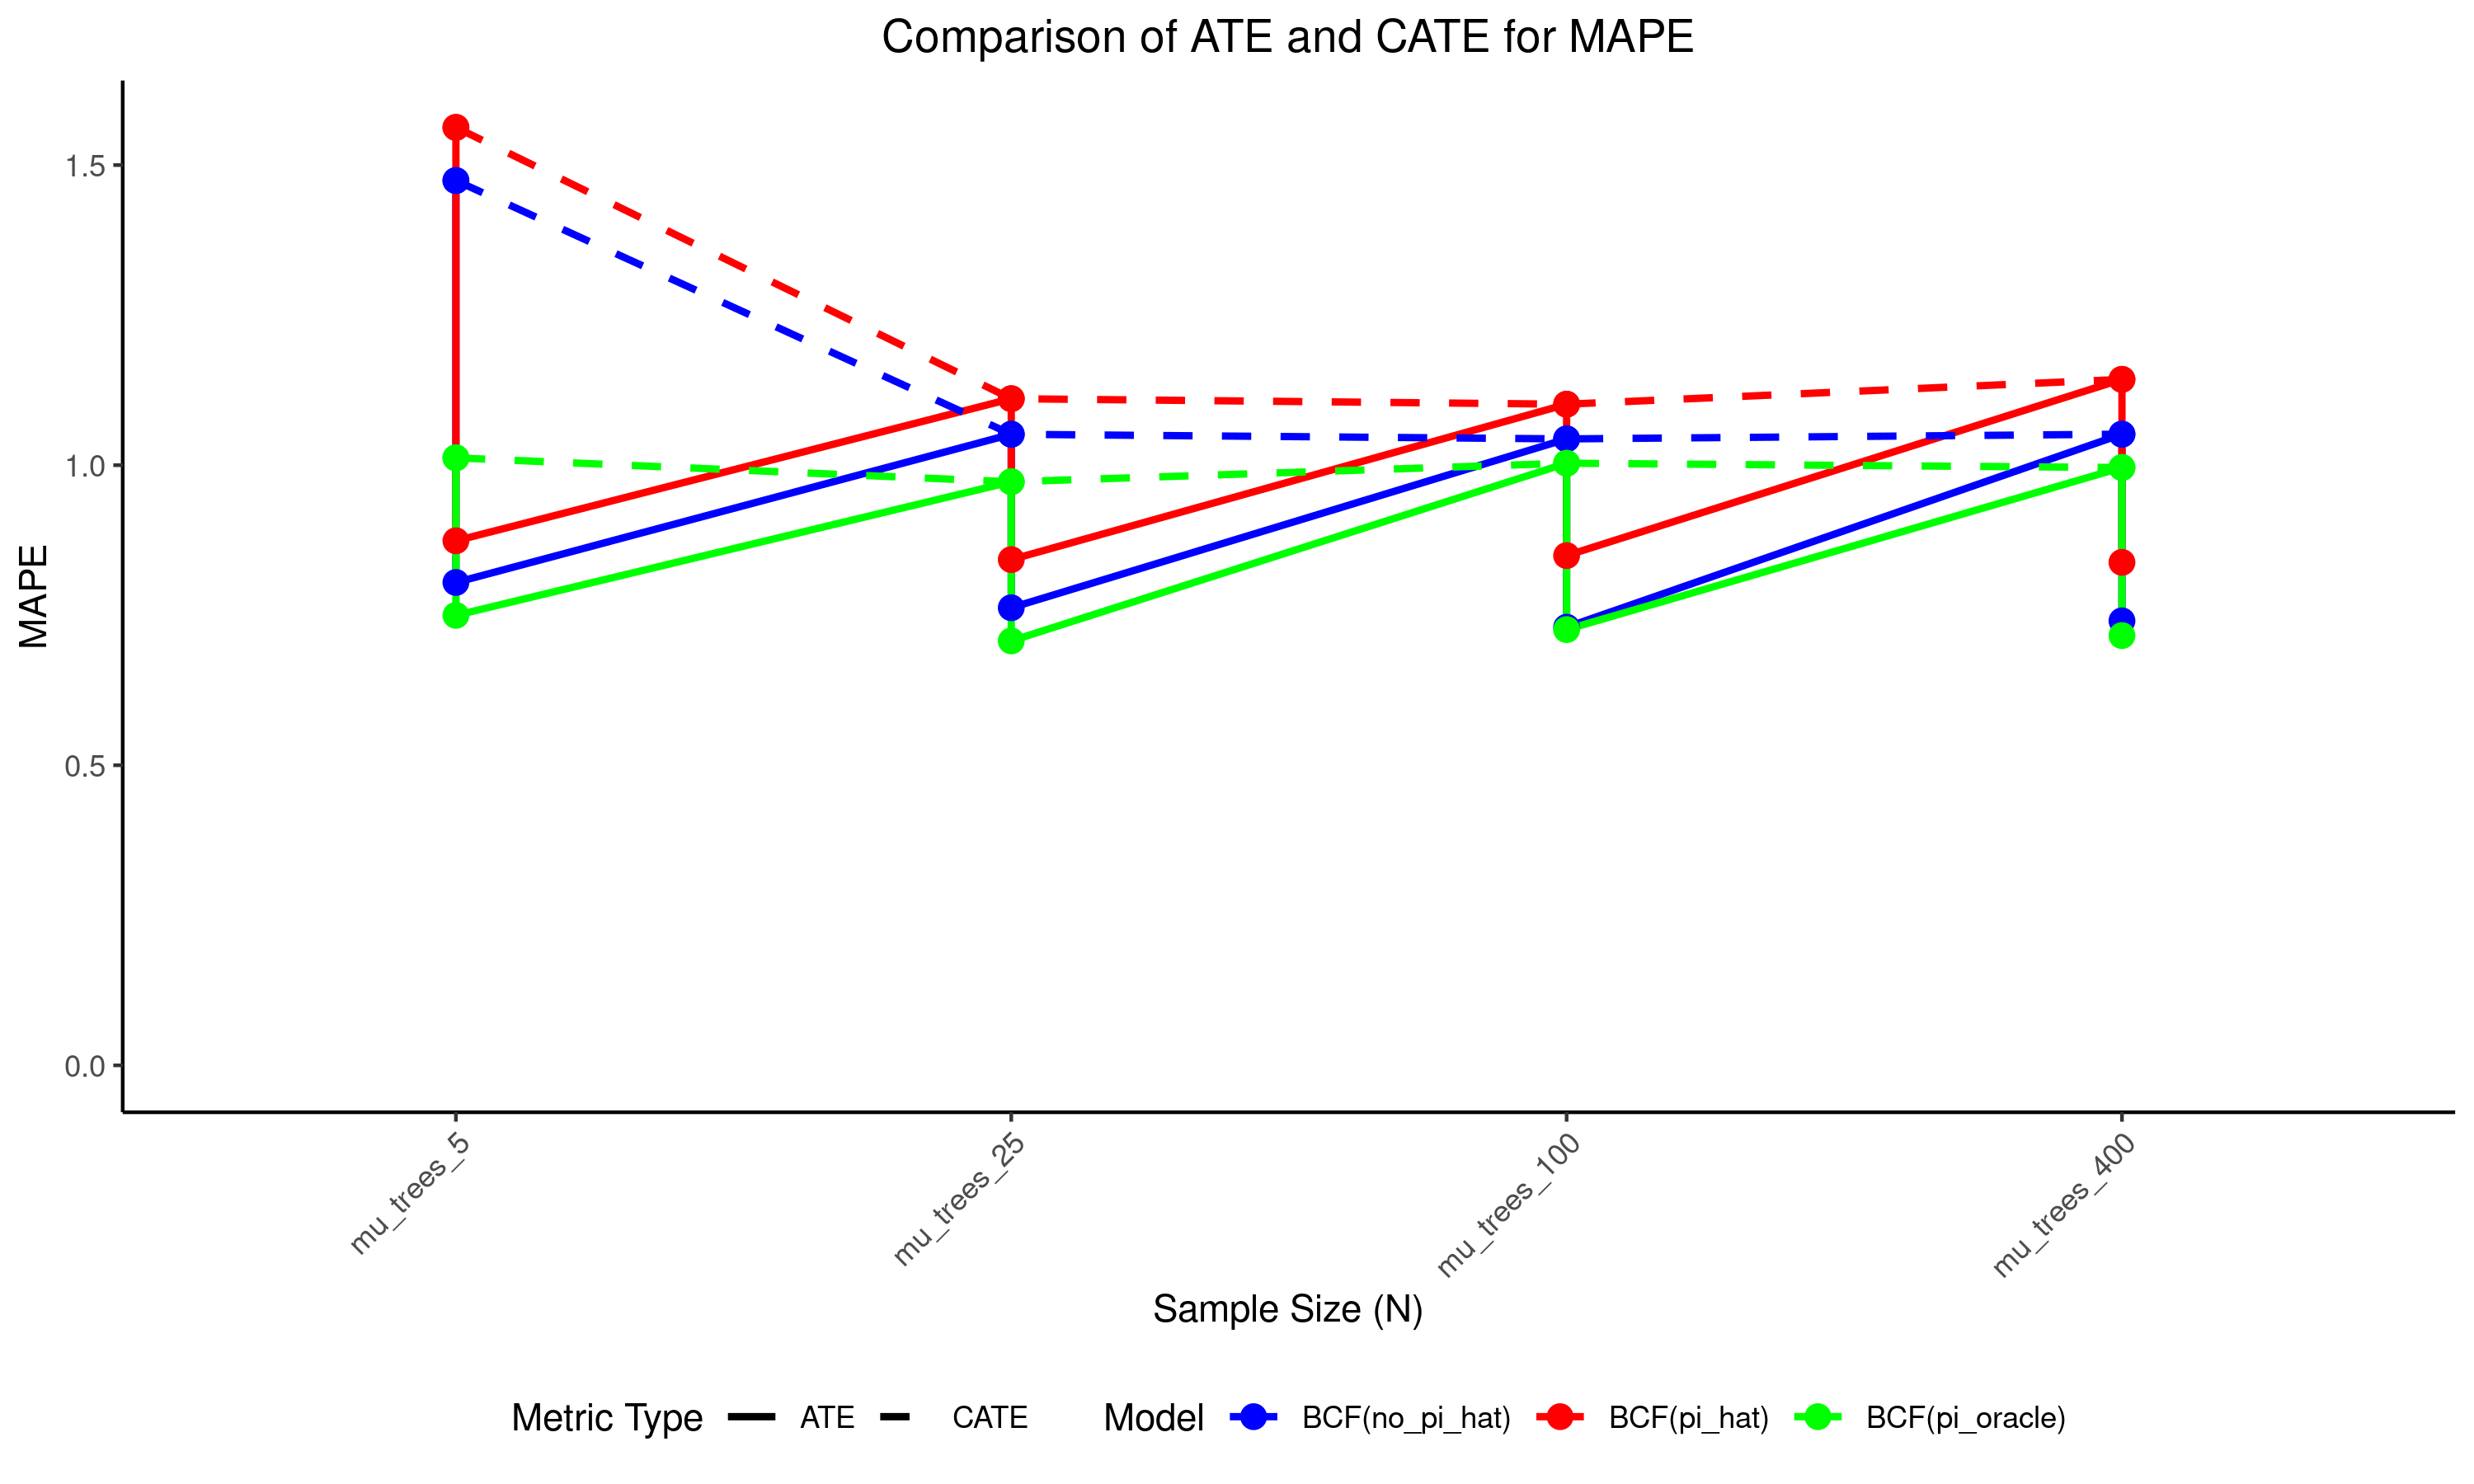 Comparison of ATE and CATE for MAPE
MAPE
1.5
1.0
0.5
0.0
mu_trees_5
mu_trees_25
mu_trees_100
mu_trees_400
Sample Size (N)
Metric Type ATE CATE Model BCF(no_pi_hat) BCF(pi_hat) BCF(pi_oracle)